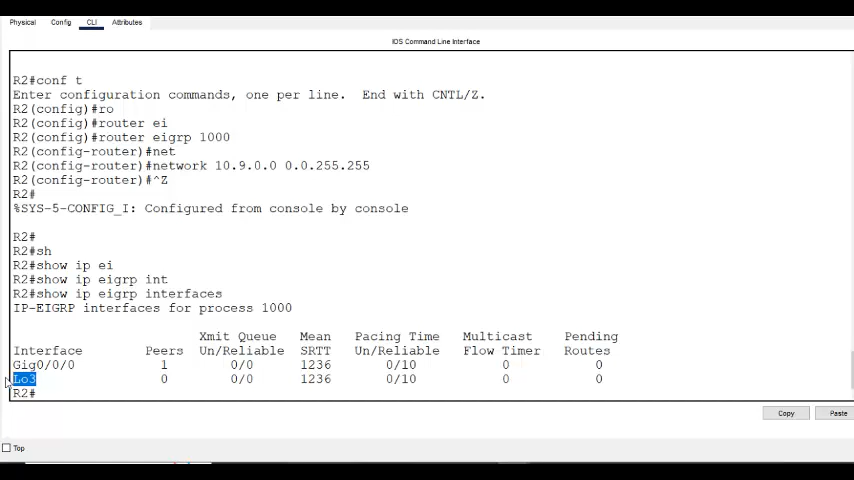 Physical Config CLI Attributes
IOS Command Line Interface
R2#conf t
Enter configuration commands, one per line. End with CNTL/Z.
R2(config)#ro
R2(config)#router ei
R2(config)#router eigrp 1000
R2(config-router)#net
R2(config-router)#network 10.9.0.0 0.0.255.255
R2(config-router)#^Z
R2#
%SYS-5-CONFIG_I: Configured from console by console
R2#
R2#sh
R2#show ip ei
R2#show ip eigrp int
R2#show ip eigrp interfaces
IP-EIGRP interfaces for process 1000
Xmit Queue Mean Pacing Time Multicast Pending
Interface Peers Un/Reliable SRTT Un/Reliable Flow Timer Routes
Gig0/0/0 1 0/0 1236 0/10 0 0
Lo3 0 0/0 1236 0/10 0 0
R2#
Copy Paste
Top